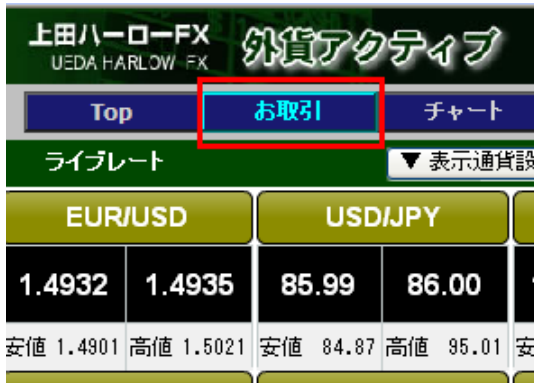 上田ハーローFX 外貨アクティブ
UEDA HARLOW FX
Top お取引 チャート
ライブレート ▼ 表示通貨設
EUR/USD USD/JPY
1.4932 1.4935 85.99 86.00
安値 1.4901 高値 1.5021 安値 84.87 高値 95.01 安